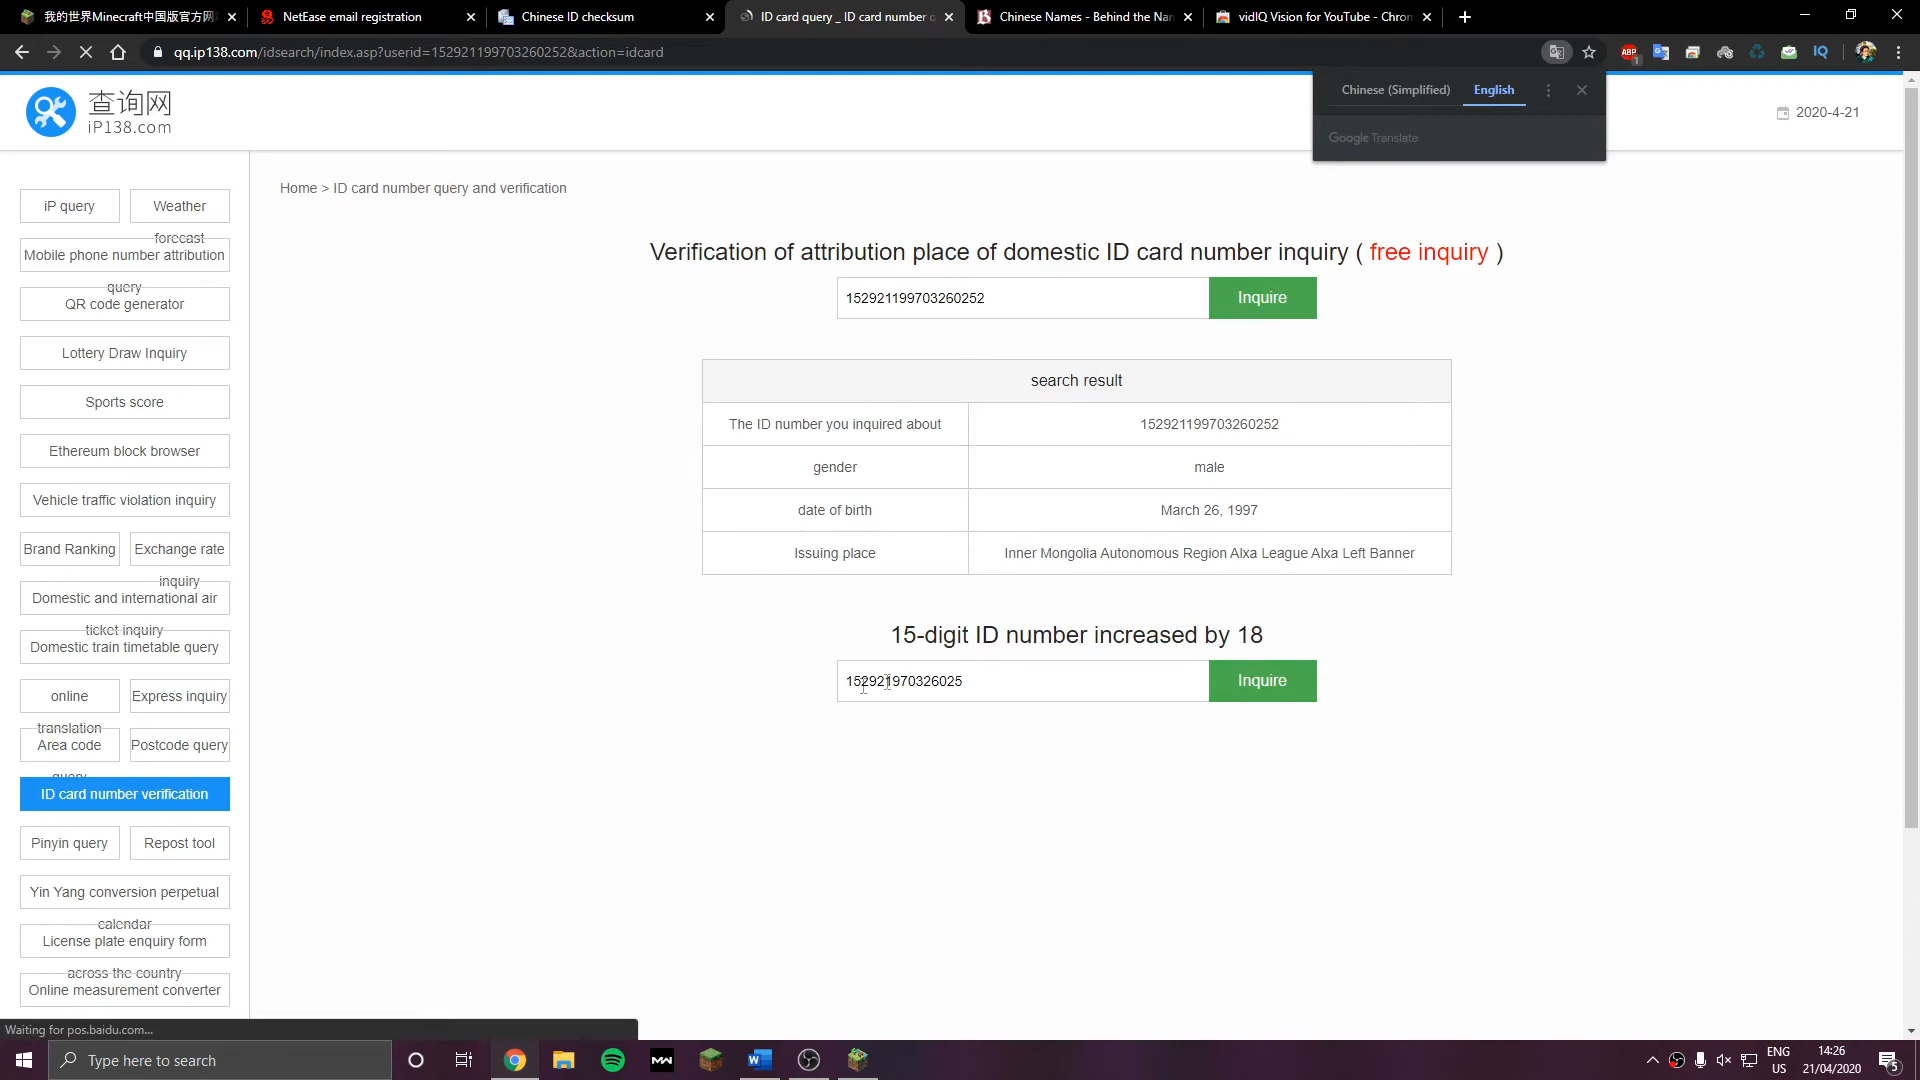 我的世界Minecraft中国版官方网
NetEase email registration
Chinese ID checksum
ID card query _ ID card number q
Chinese Names - Behind the Nam
vidIQ Vision for YouTube - Chrom
qq.ip138.com/idsearch/index.asp?userid=152921199703260252&action=idcard
ABP
1
IQ
Chinese (Simplified)
English
Google Translate
查询网
iP138.com
2020-4-21
Home > ID card number query and verification
iP query
Weather
forecast
Mobile phone number attribution
query
QR code generator
Lottery Draw Inquiry
Sports score
Ethereum block browser
Vehicle traffic violation inquiry
Brand Ranking
Exchange rate
inquiry
Domestic and international air
ticket inquiry
Domestic train timetable query
online
Express inquiry
translation
Area code
Postcode query
query
ID card number verification
Pinyin query
Repost tool
Yin Yang conversion perpetual
calendar
License plate enquiry form
across the country
Online measurement converter
Verification of attribution place of domestic ID card number inquiry ( free inquiry )
152921199703260252
Inquire
search result
The ID number you inquired about
152921199703260252
gender
male
date of birth
March 26, 1997
Issuing place
Inner Mongolia Autonomous Region Alxa League Alxa Left Banner
15-digit ID number increased by 18
152921970326025
Inquire
Waiting for pos.baidu.com...
Type here to search
MW
W
ENG
US
14:26
21/04/2020
5